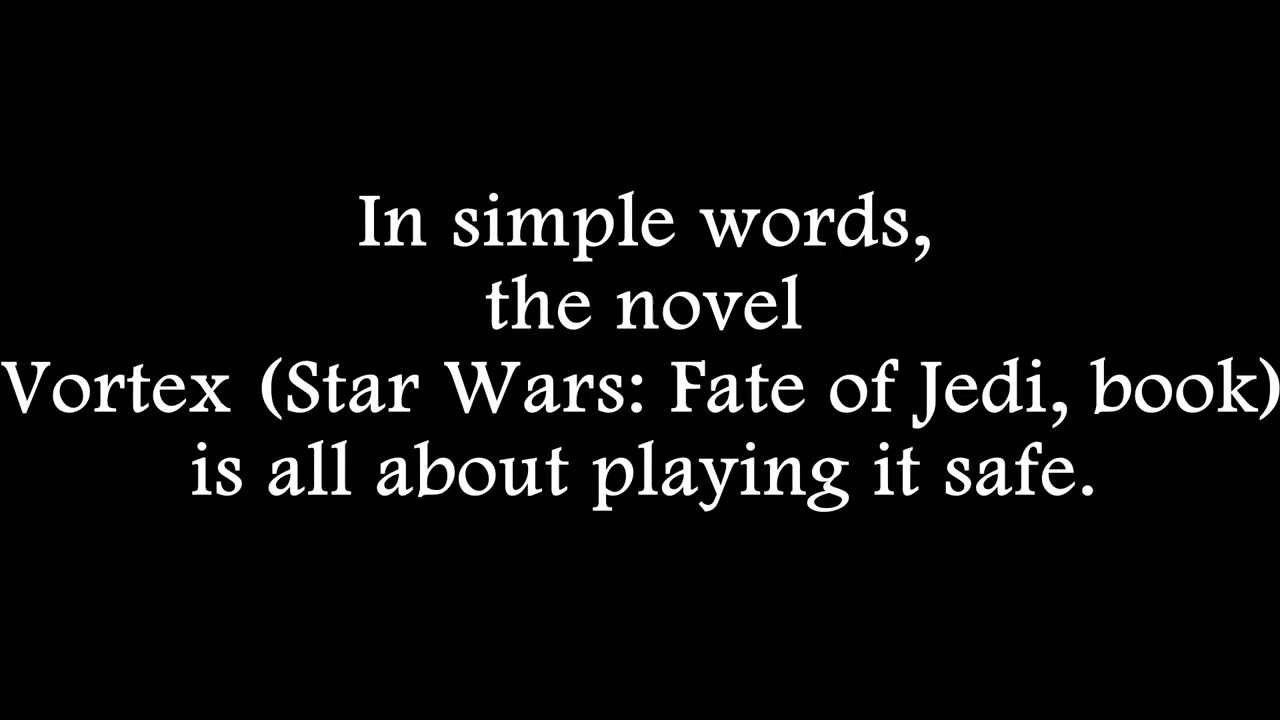 In simple words,
the novel
Vortex (Star Wars: Fate of Jedi, book)
is all about playing it safe.